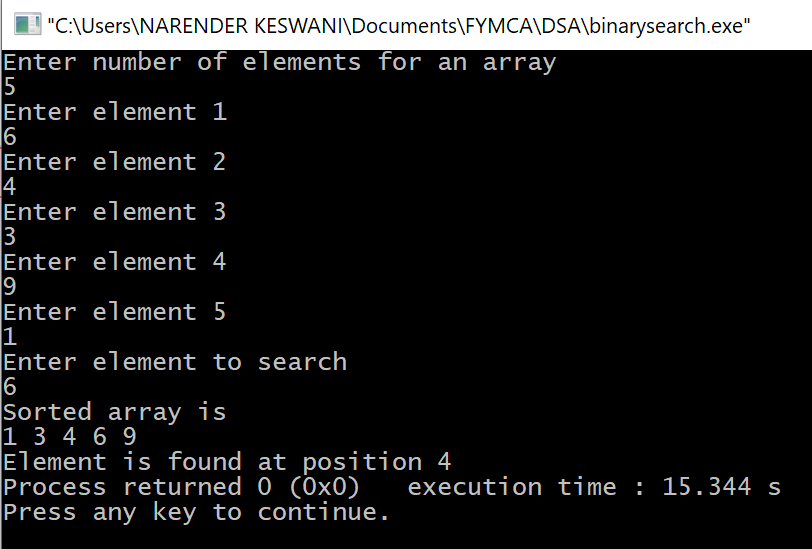 "C:\Users\NARENDER KESWANI\Documents\FYMCA\DSA\binarysearch.exe"
Enter number of elements for an array
5
Enter element 1
6
Enter element 2
4
Enter element 3
3
Enter element 4
9
Enter element 5
1
Enter element to search
6
Sorted array is
1 3 4 6 9
Element is found at position 4
Process returned 0 (0x0)   execution time : 15.344 s
Press any key to continue.